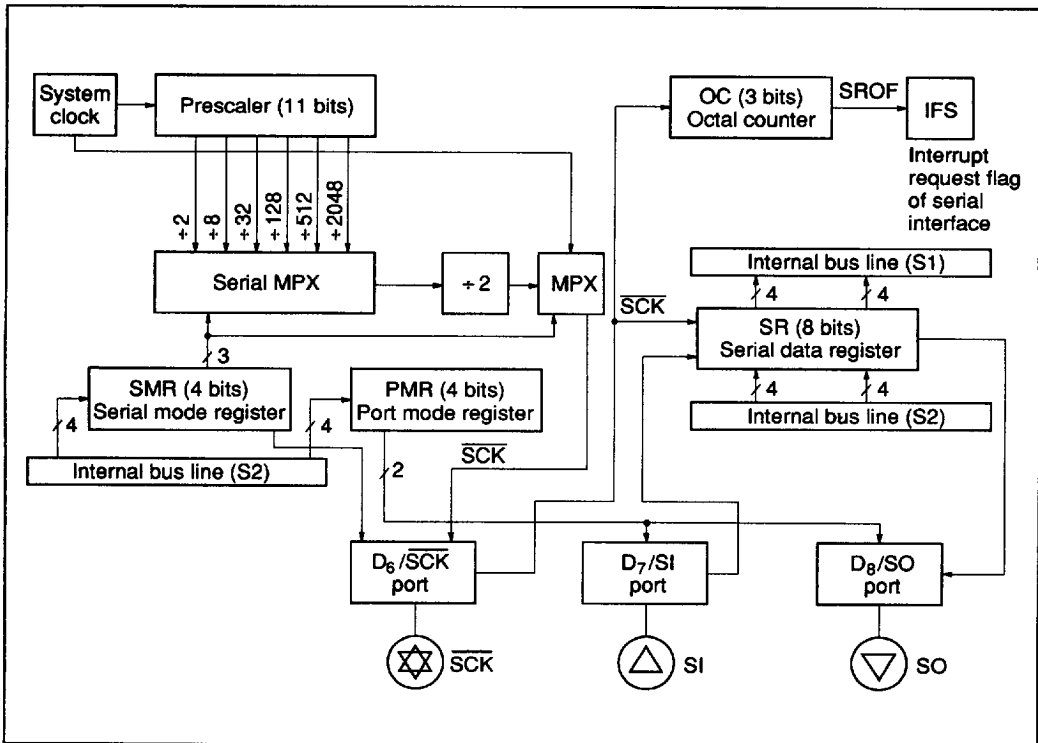 System
clock
Prescaler (11 bits)
OC (3 bits)
Octal counter
SROF
IFS
Interrupt
request flag
of serial
interface
÷2
÷8
÷32
÷128
÷512
÷2048
Serial MPX
÷2
MPX
S̅C̅K̅
Internal bus line (S1)
4
4
SR (8 bits)
Serial data register
4
4
Internal bus line (S2)
3
SMR (4 bits)
Serial mode register
PMR (4 bits)
Port mode register
4
4
Internal bus line (S2)
2
S̅C̅K̅
D₆/S̅C̅K̅
port
D₇/SI
port
D₈/SO
port
S̅C̅K̅
SI
SO